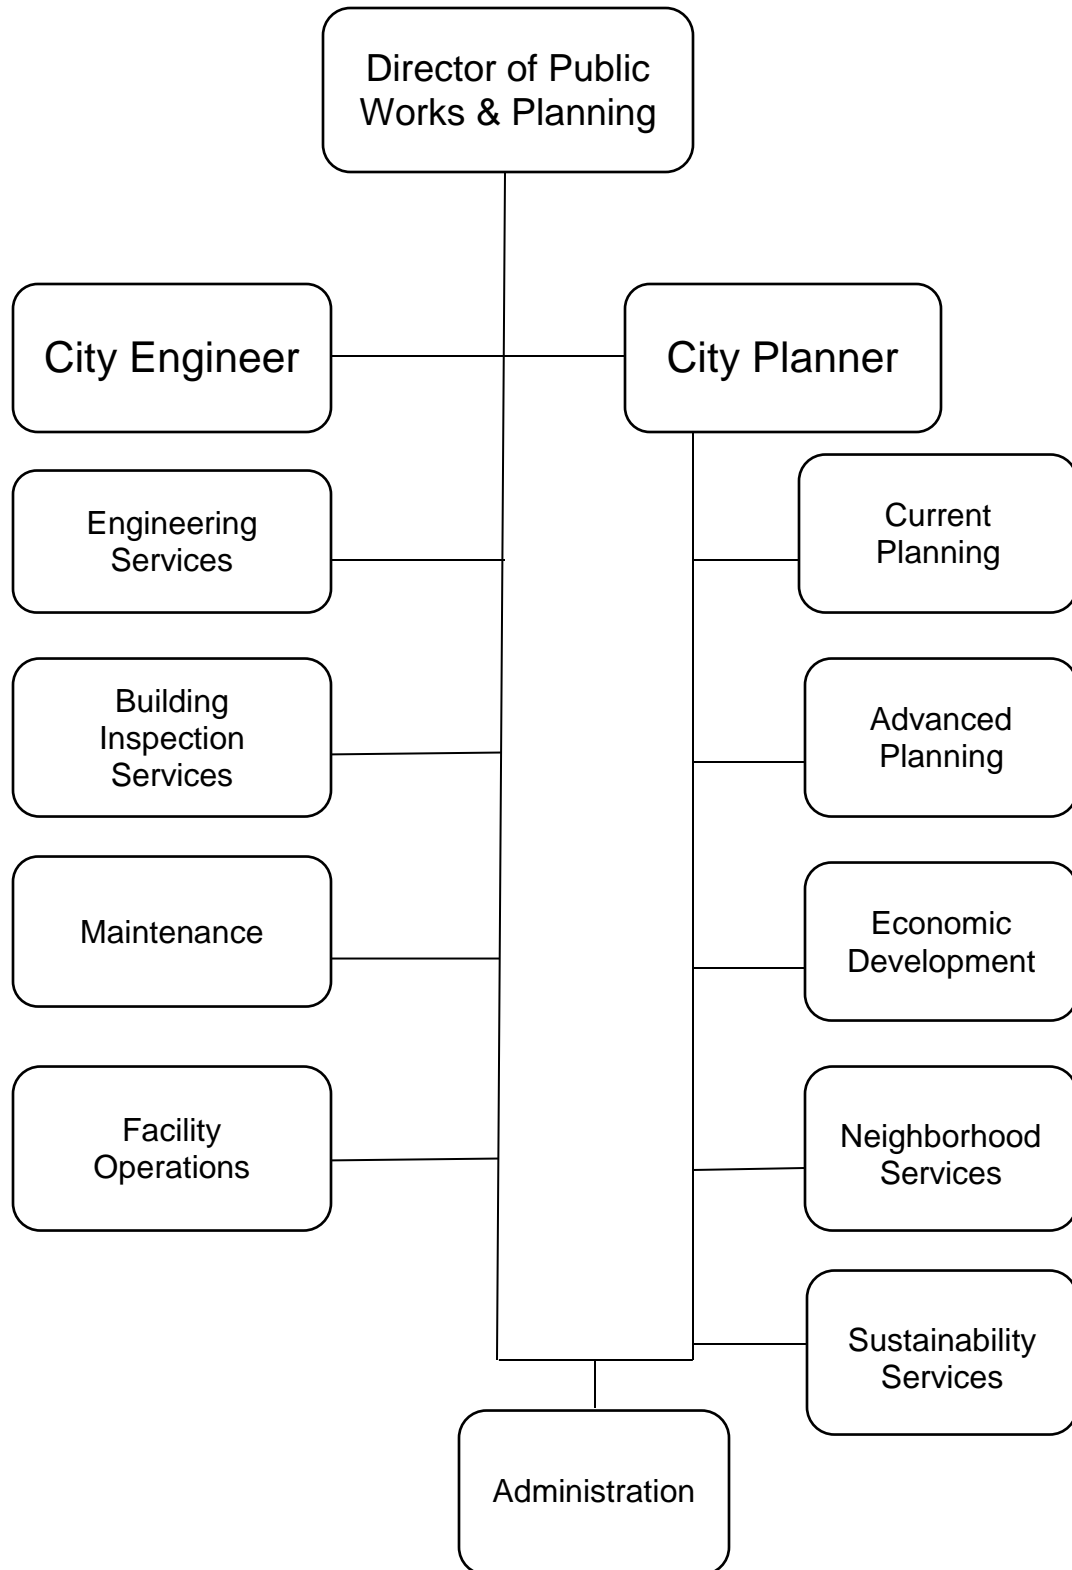 Director of Public
Works & Planning
City Engineer
City Planner
Engineering
Services
Current
Planning
Building
Inspection
Services
Advanced
Planning
Maintenance
Economic
Development
Facility
Operations
Neighborhood
Services
Sustainability
Services
Administration